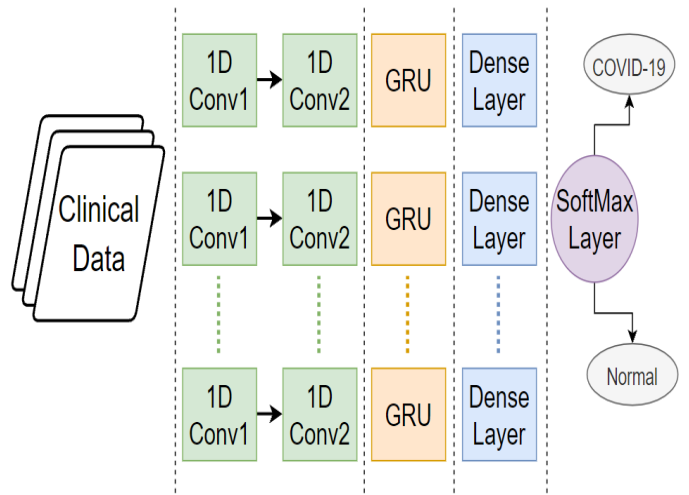 Clinical
Data
1D
Conv1
1D
Conv2
GRU
Dense
Layer
1D
Conv1
1D
Conv2
GRU
Dense
Layer
1D
Conv1
1D
Conv2
GRU
Dense
Layer
SoftMax
Layer
COVID-19
Normal